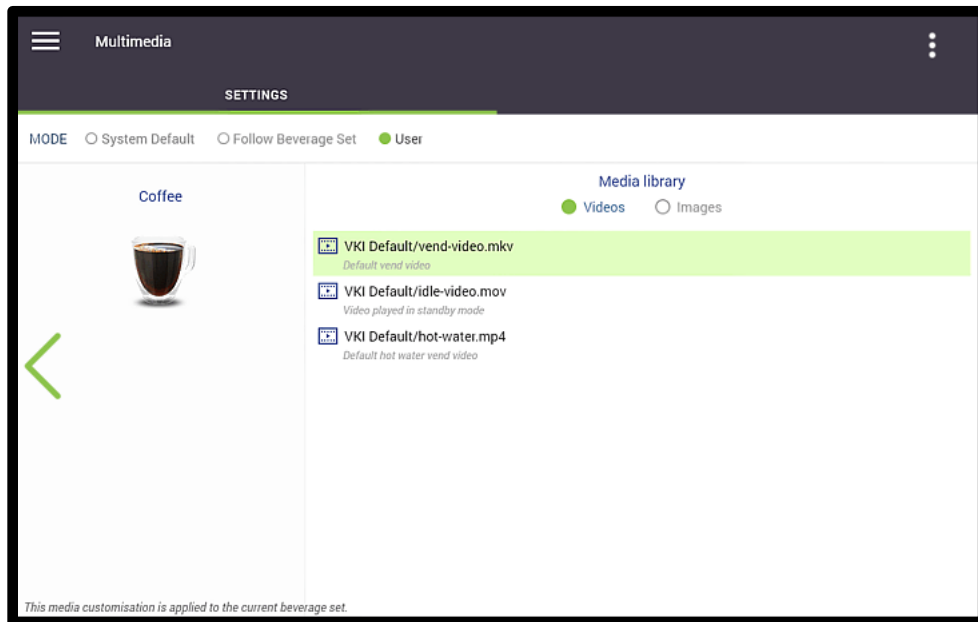 Multimedia
SETTINGS
MODE System Default Follow Beverage Set User
Coffee
Media library
Videos Images
VKI Default/vend-video.mkv
Default vend video
VKI Default/idle-video.mov
Video played in standby mode
VKI Default/hot-water.mp4
Default hot water vend video
This media customisation is applied to the current beverage set.